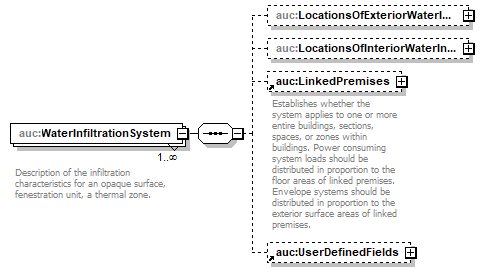 auc:LocationsOfExteriorWaterI...
auc:LocationsOfInteriorWaterIn...
auc:LinkedPremises
Establishes whether the
system applies to one or more
entire buildings, sections,
spaces, or zones within
buildings. Power consuming
system loads should be
distributed in proportion to the
floor areas of linked premises.
Envelope systems should be
distributed in proportion to the
exterior surface areas of linked
premises.
auc:WaterInfiltrationSystem
1..∞
Description of the infiltration
characteristics for an opaque surface,
fenestration unit, a thermal zone.
auc:UserDefinedFields